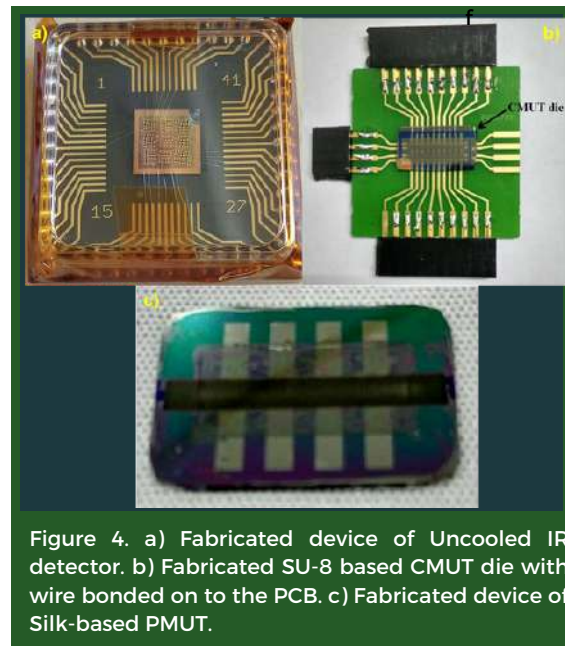 a)
1
41
15
27
f
b)
CMUT die
c)
Figure 4. a) Fabricated device of Uncooled IR
detector. b) Fabricated SU-8 based CMUT die with
wire bonded on to the PCB. c) Fabricated device of
Silk-based PMUT.